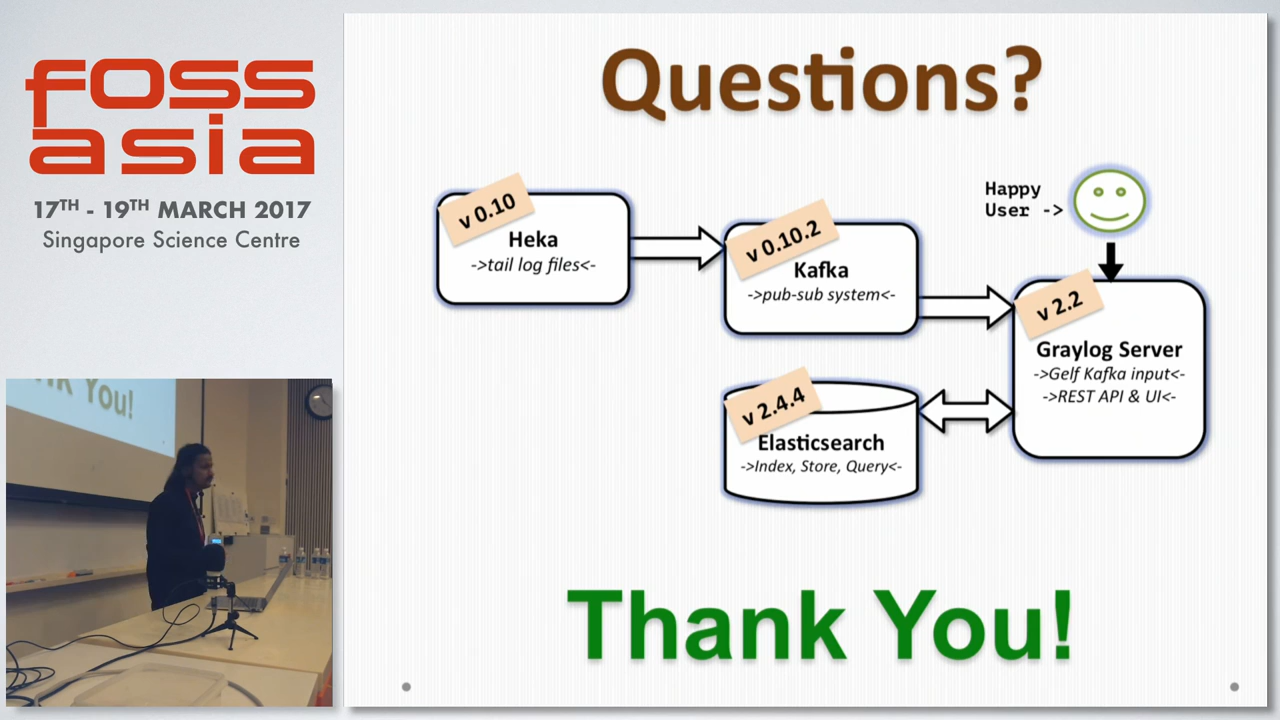 foss
asia
17TH - 19TH MARCH 2017
Singapore Science Centre
Questions?
Happy
User ->
v 0.10
Heka
->tail log files<-
v 0.10.2
Kafka
->pub-sub system<-
v 2.2
Graylog Server
->Gelf Kafka input<-
->REST API & UI<-
v 2.4.4
Elasticsearch
->Index, Store, Query<-
Thank You!
You!